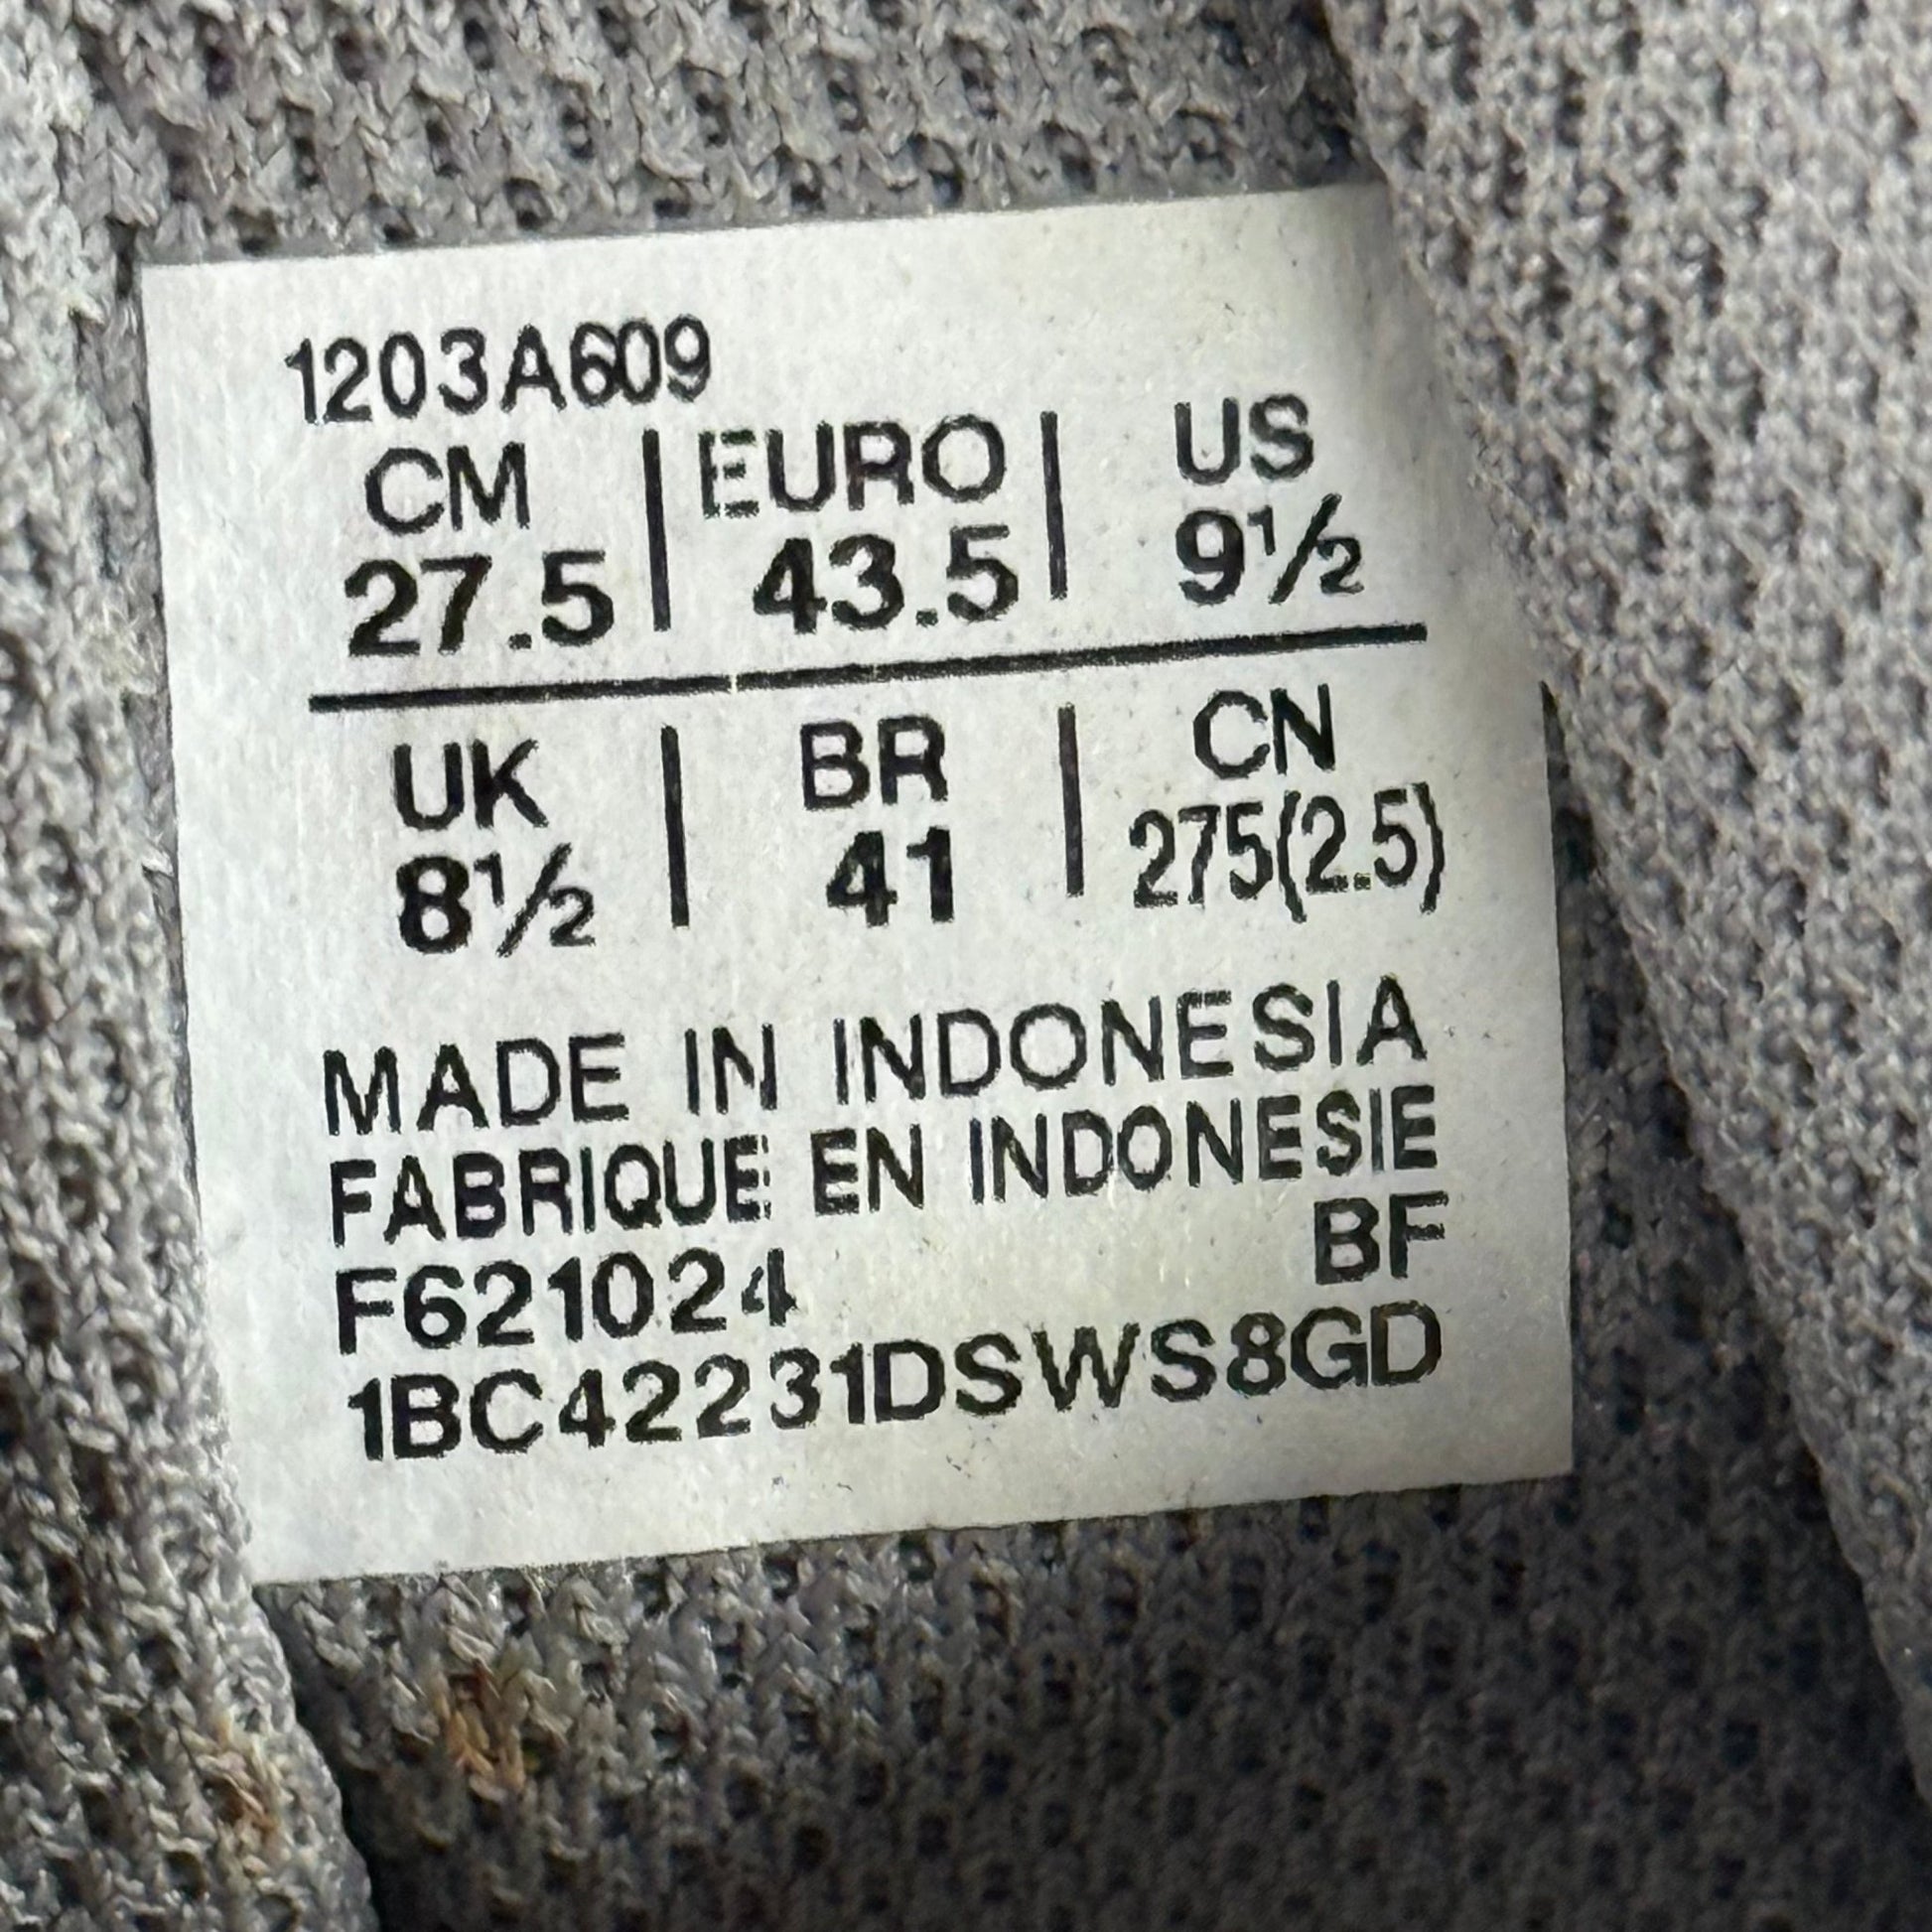 1203A609
CM | EURO | US
27.5 | 43.5 | 9½
UK | BR | CN
8½ | 41 | 275(2.5)
MADE IN INDONESIA
FABRIQUE EN INDONESIE
F621024 BF
1BC42231DSWS8GD